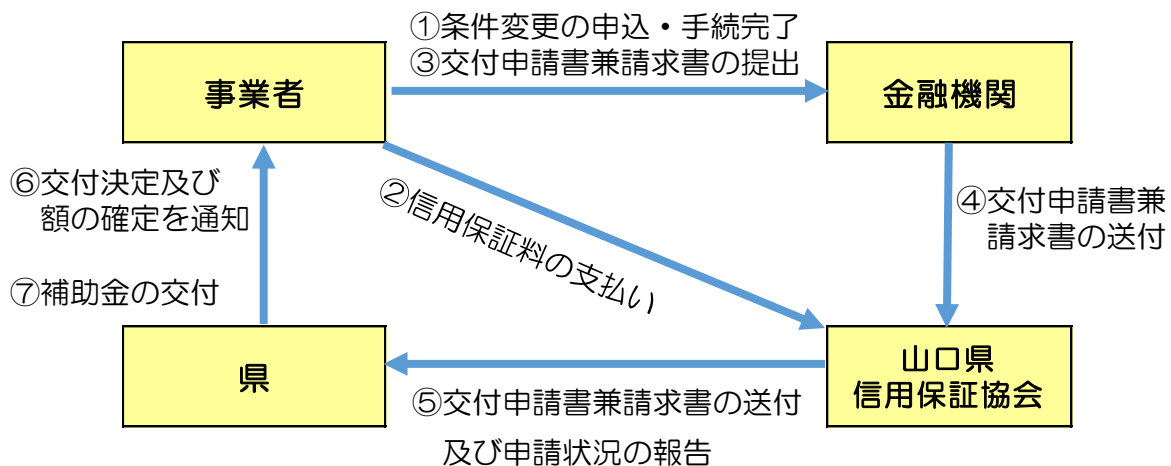 ①条件変更の申込・手続完了
③交付申請書兼請求書の提出
事業者
金融機関
⑥交付決定及び
額の確定を通知
②信用保証料の支払い
④交付申請書兼
請求書の送付
⑦補助金の交付
県
山口県
信用保証協会
⑤交付申請書兼請求書の送付
及び申請状況の報告